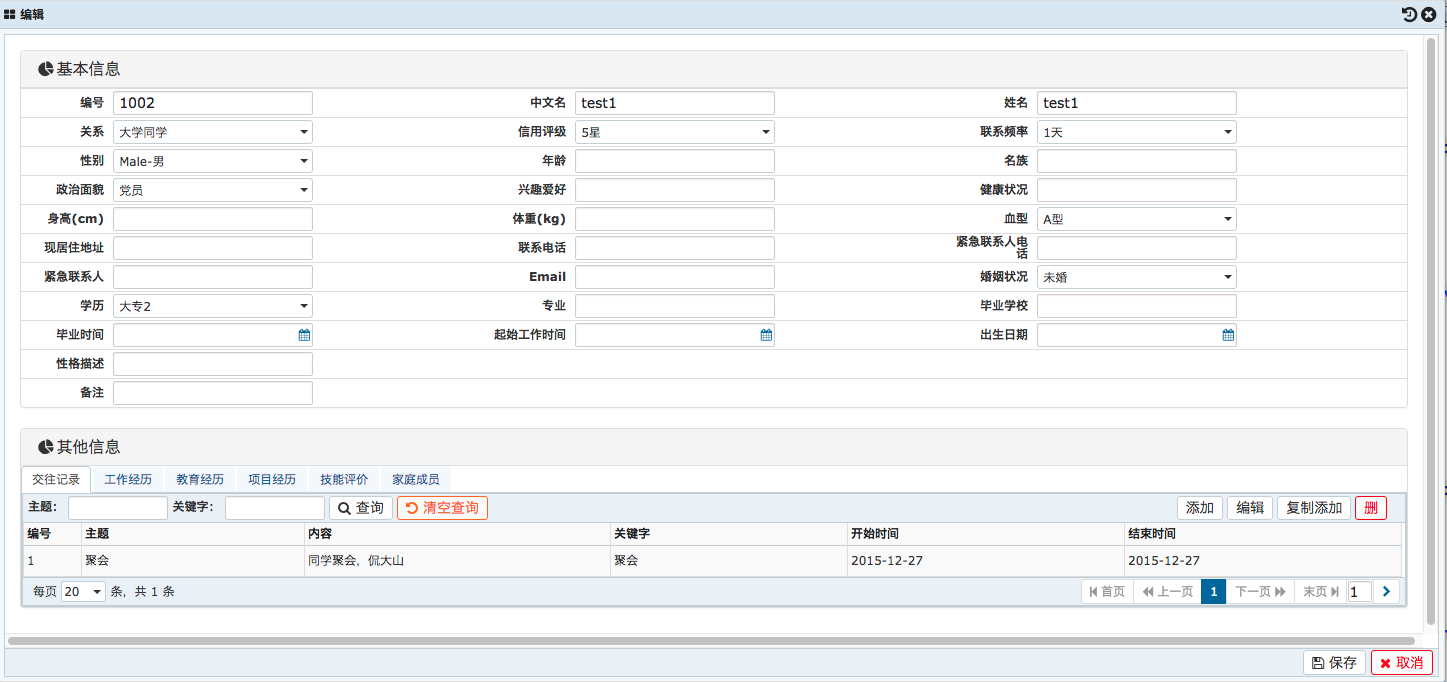 编辑
基本信息
编号 1002 中文名 test1 姓名 test1
关系 大学同学 信用评级 5星 联系频率 1天
性别 Male-男 年龄 名族
政治面貌 党员 兴趣爱好 健康状况
身高(cm) 体重(kg) 血型 A型
现居住地址 联系电话 紧急联系人电
话
紧急联系人 Email 婚姻状况 未婚
学历 大专2 专业 毕业学校
毕业时间 起始工作时间 出生日期
性格描述
备注
其他信息
交往记录 工作经历 教育经历 项目经历 技能评价 家庭成员
主题: 关键字: 查询 清空查询 添加 编辑 复制添加 删
编号 主题 内容 关键字 开始时间 结束时间
1 聚会 同学聚会, 侃大山 聚会 2015-12-27 2015-12-27
每页 20 条, 共 1 条 首页 上一页 1 下一页 末页 1
保存 取消